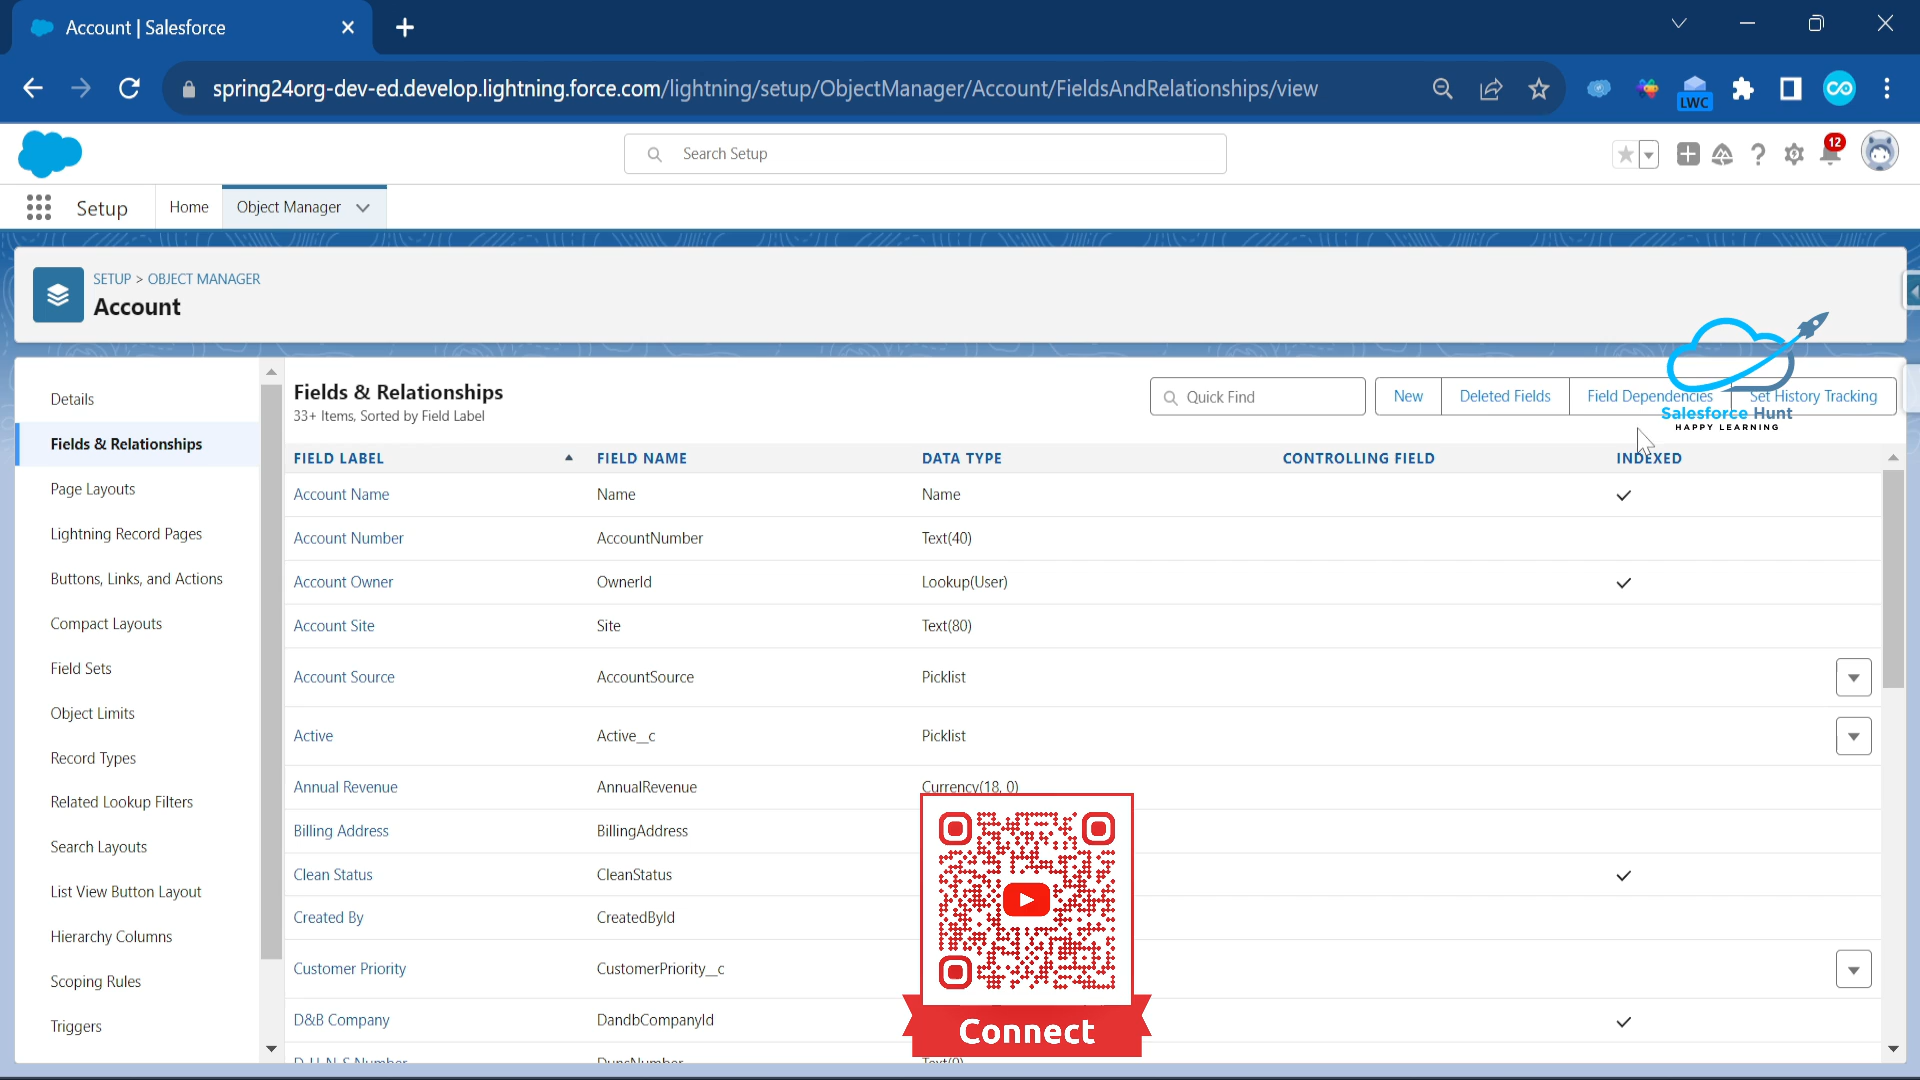 Account | Salesforce
spring24org-dev-ed.develop.lightning.force.com/lightning/setup/ObjectManager/Account/FieldsAndRelationships/view
LWC
Search Setup
12
Setup
Home
Object Manager
SETUP > OBJECT MANAGER
Account
Details
Fields & Relationships
Page Layouts
Lightning Record Pages
Buttons, Links, and Actions
Compact Layouts
Field Sets
Object Limits
Record Types
Related Lookup Filters
Search Layouts
List View Button Layout
Hierarchy Columns
Scoping Rules
Triggers
Fields & Relationships
33+ Items, Sorted by Field Label
Quick Find
New
Deleted Fields
Field Dependencies
Set History Tracking
Salesforce Hunt
HAPPY LEARNING
FIELD LABEL FIELD NAME DATA TYPE CONTROLLING FIELD INDEXED
Account Name Name Name
Account Number AccountNumber Text(40)
Account Owner OwnerId Lookup(User)
Account Site Site Text(80)
Account Source AccountSource Picklist
Active Active__c Picklist
Annual Revenue AnnualRevenue Currency(18, 0)
Billing Address BillingAddress
Clean Status CleanStatus
Created By CreatedById
Customer Priority CustomerPriority__c
D&B Company DandbCompanyId
D-U-N-S Number DunsNumber Text(9)
Connect